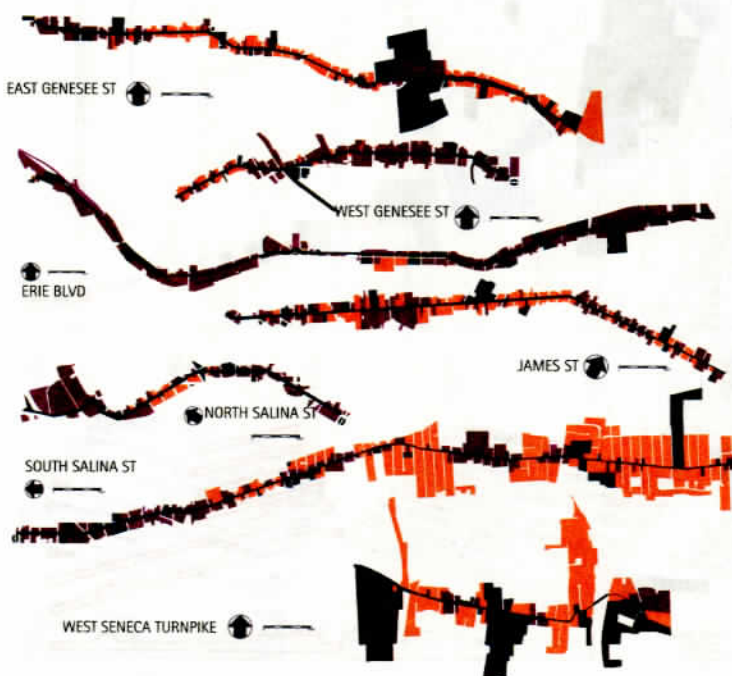 EAST GENESEE ST
WEST GENESEE ST
ERIE BLVD
JAMES ST
NORTH SALINA ST
SOUTH SALINA ST
WEST SENECA TURNPIKE